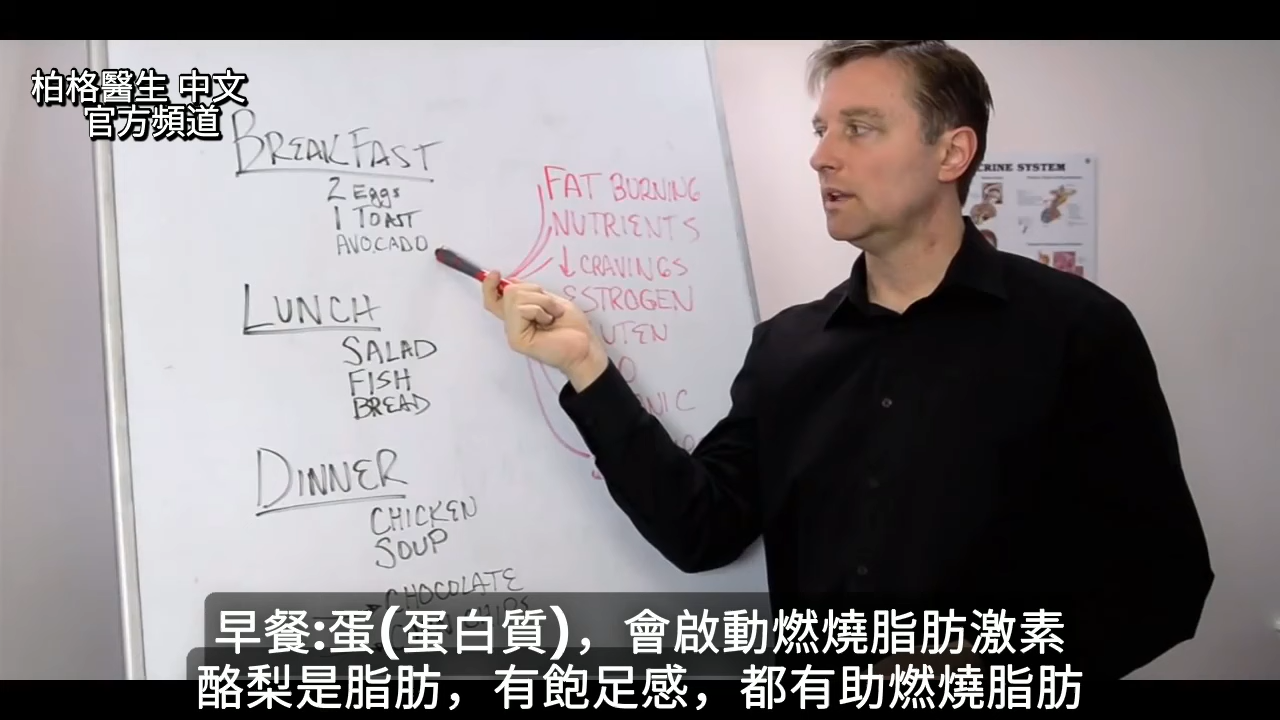 柏格醫生 中文
官方頻道
BREAKFAST
2 Eggs
1 TOAST
AVOCADO
LUNCH
SALAD
FISH
BREAD
DINNER
CHICKEN
SOUP
CHOCOLATE
CHIPS
FAT BURNING
NUTRIENTS
↓ CRAVINGS
ESTROGEN
CRINE SYSTEM
早餐:蛋(蛋白質)，會啟動燃燒脂肪激素
酪梨是脂肪，有飽足感，都有助燃燒脂肪